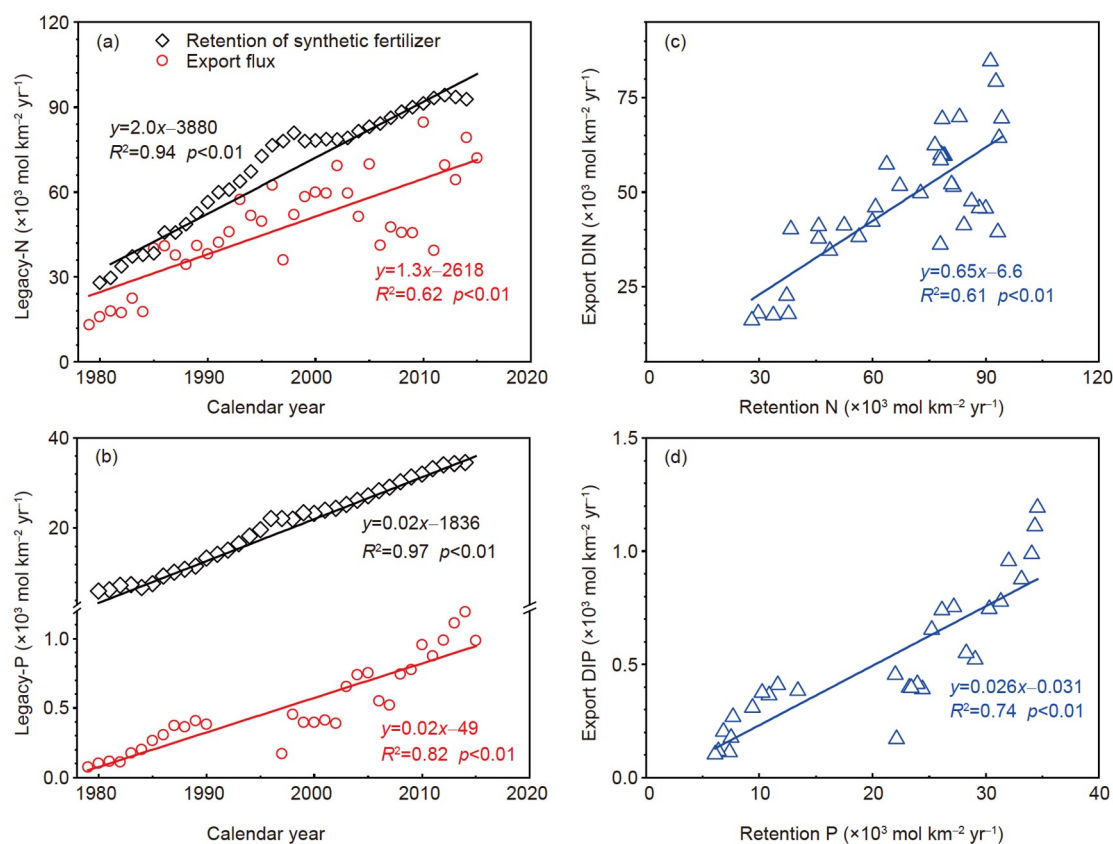 (a)
Retention of synthetic fertilizer
Export flux
120
90
60
30
0
Legacy-N (×10³ mol km⁻² yr⁻¹)
y=2.0x–3880
R²=0.94 p<0.01
y=1.3x–2618
R²=0.62 p<0.01
1980 1990 2000 2010 2020
Calendar year
(c)
75
50
25
Export DIN (×10³ mol km⁻² yr⁻¹)
y=0.65x–6.6
R²=0.61 p<0.01
0 30 60 90 120
Retention N (×10³ mol km⁻² yr⁻¹)
(b)
40
20
1.0
0.5
0.0
Legacy-P (×10³ mol km⁻² yr⁻¹)
y=0.02x–1836
R²=0.97 p<0.01
y=0.02x–49
R²=0.82 p<0.01
1980 1990 2000 2010 2020
Calendar year
(d)
1.5
1.0
0.5
0.0
Export DIP (×10³ mol km⁻² yr⁻¹)
y=0.026x–0.031
R²=0.74 p<0.01
0 10 20 30 40
Retention P (×10³ mol km⁻² yr⁻¹)